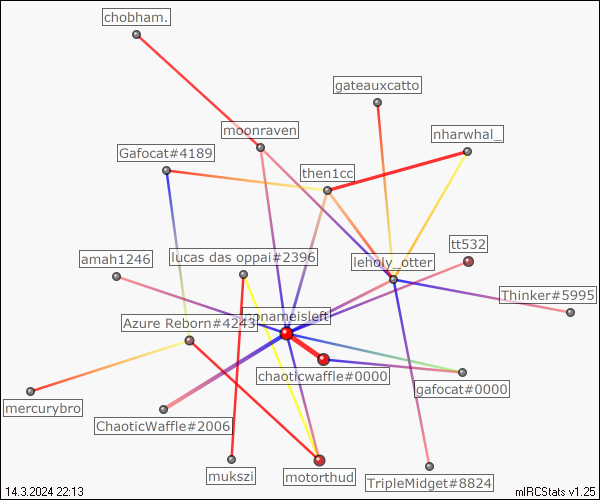 chobham.
gateauxcatto
moonraven
nharwhal_
Gafocat#4189
then1cc
tt532
lucas das oppai#2396
amah1246
leholy_otter
Thinker#5995
nameisleft
Azure Reborn#4243
chaoticwaffle#0000
gafocat#0000
mercurybro
ChaoticWaffle#2006
mukszi
motorthud
TripleMidget#8824
14.3.2024 22:13
mIRCStats v1.25